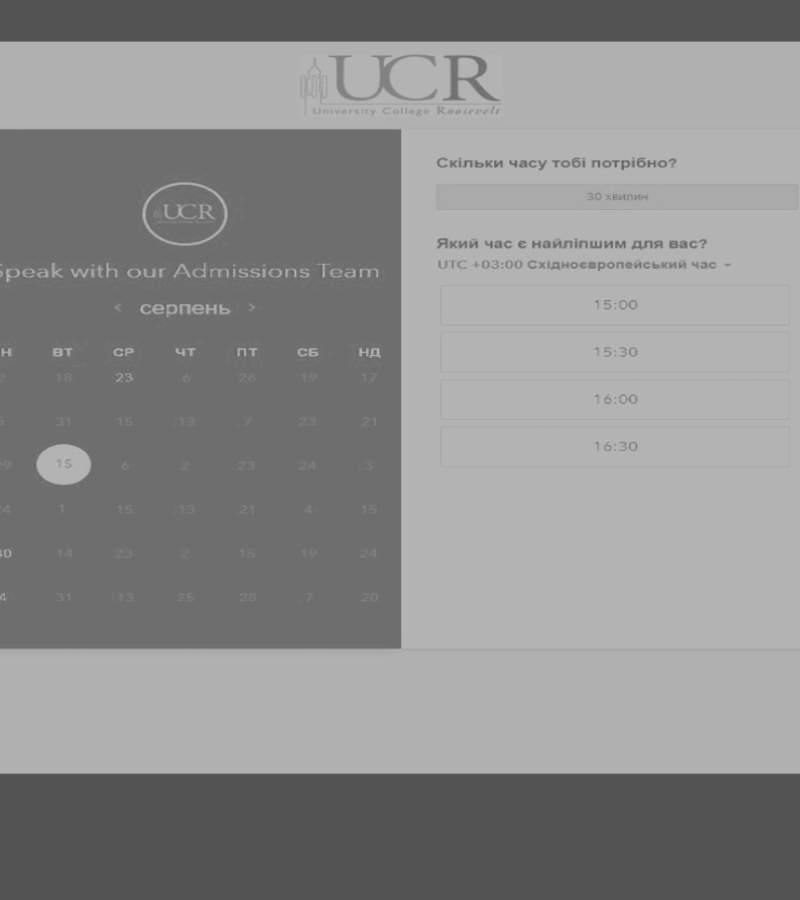 UCR
University College Roosevelt
UCR
Speak with our Admissions Team
< серпень >
Н ВТ СР ЧТ ПТ СБ НД
2 18 23 6 26 19 17
5 31 15 13 7 23 21
29 15 6 2 23 24 3
24 1 15 13 21 4 15
30 14 23 2 15 19 24
4 31 13 25 28 7 20
Скільки часу тобі потрібно?
30 хвилин
Який час є найліпшим для вас?
UTC +03:00 Східноєвропейський час
15:00
15:30
16:00
16:30